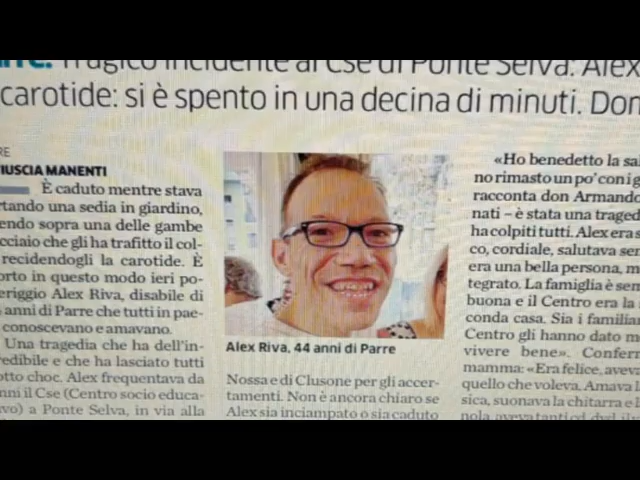 Tragico incidente al Cse di Ponte Selva. Alex
carotide: si è spento in una decina di minuti. Don
RE
IUSCIA MANENTI
È caduto mentre stava
rtando una sedia in giardino,
endo sopra una delle gambe
cciaio che gli ha trafitto il col-
recidendogli la carotide. È
orto in questo modo ieri po-
eriggio Alex Riva, disabile di
anni di Parre che tutti in pae-
conoscevano e amavano.
Una tragedia che ha dell'in-
redibile e che ha lasciato tutti
otto choc. Alex frequentava da
nni il Cse (Centro socio educa-
vo) a Ponte Selva, in via alla
Alex Riva, 44 anni di Parre
Nossa e di Clusone per gli accer-
tamenti. Non è ancora chiaro se
Alex sia inciampato o sia caduto
«Ho benedetto la sal
no rimasto un po' con i g
racconta don Armando
nati – è stata una traged
ha colpiti tutti. Alex era s
co, cordiale, salutava sem
era una bella persona, m
tegrato. La famiglia è sem
buona e il Centro era la
conda casa. Sia i familiar
Centro gli hanno dato m
vivere bene». Conferm
mamma: «Era felice, aveva
quello che voleva. Amava l
sica, suonava la chitarra e l